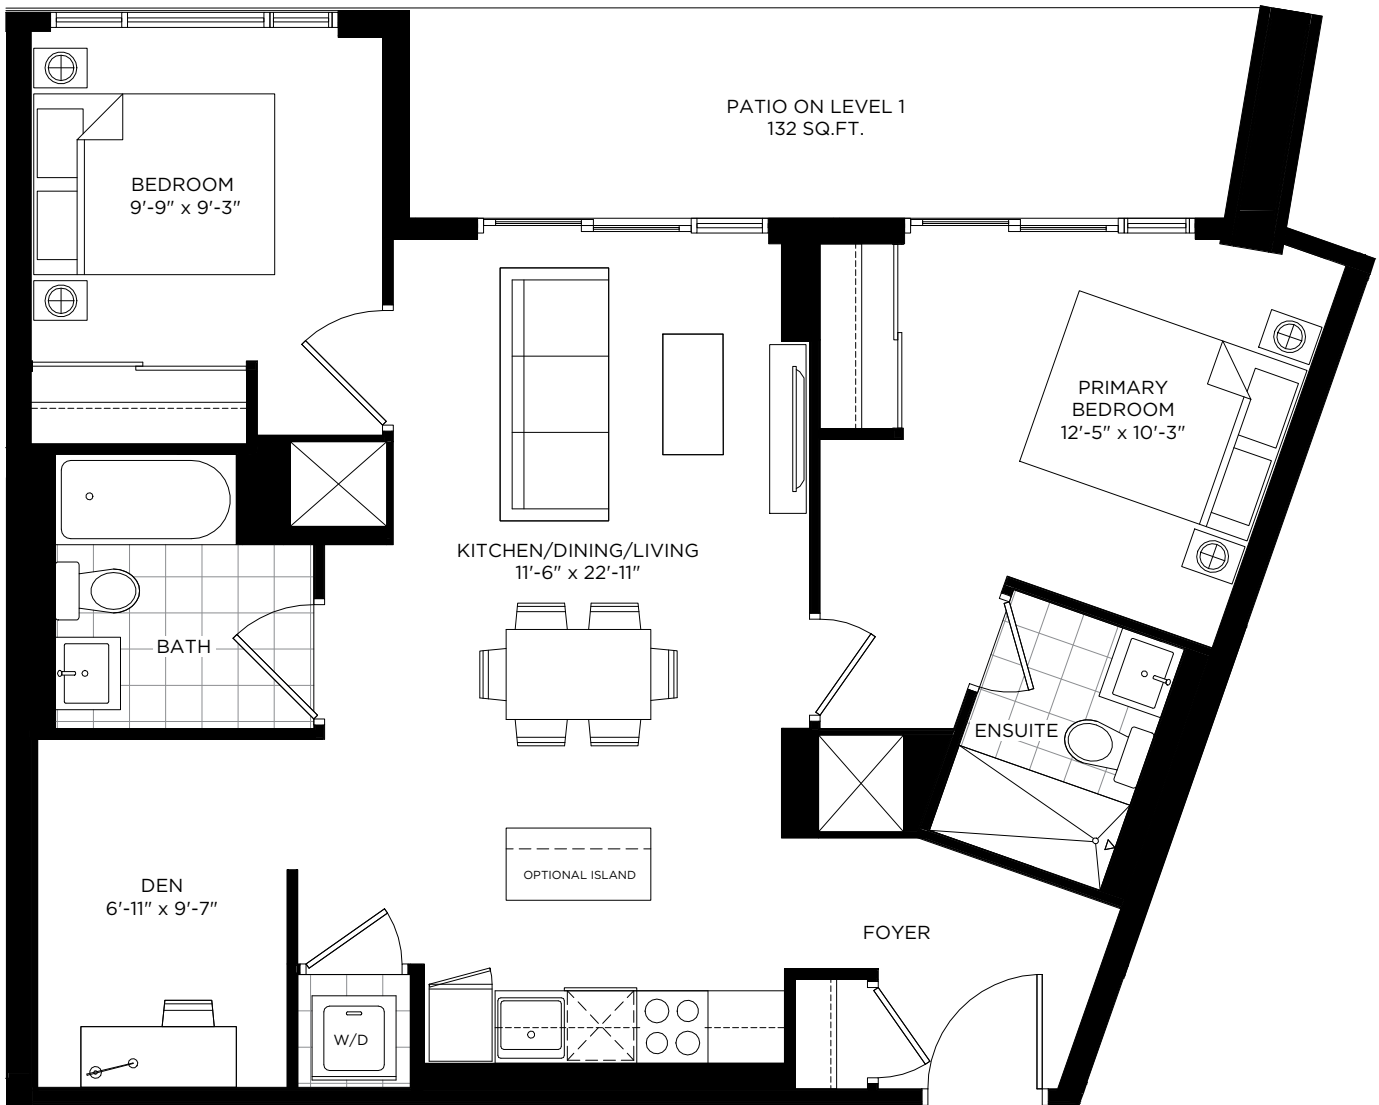 PATIO ON LEVEL 1
132 SQ.FT.
BEDROOM
9'-9" x 9'-3"
PRIMARY
BEDROOM
12'-5" x 10'-3"
KITCHEN/DINING/LIVING
11'-6" x 22'-11"
BATH
ENSUITE
OPTIONAL ISLAND
DEN
6'-11" x 9'-7"
FOYER
W/D